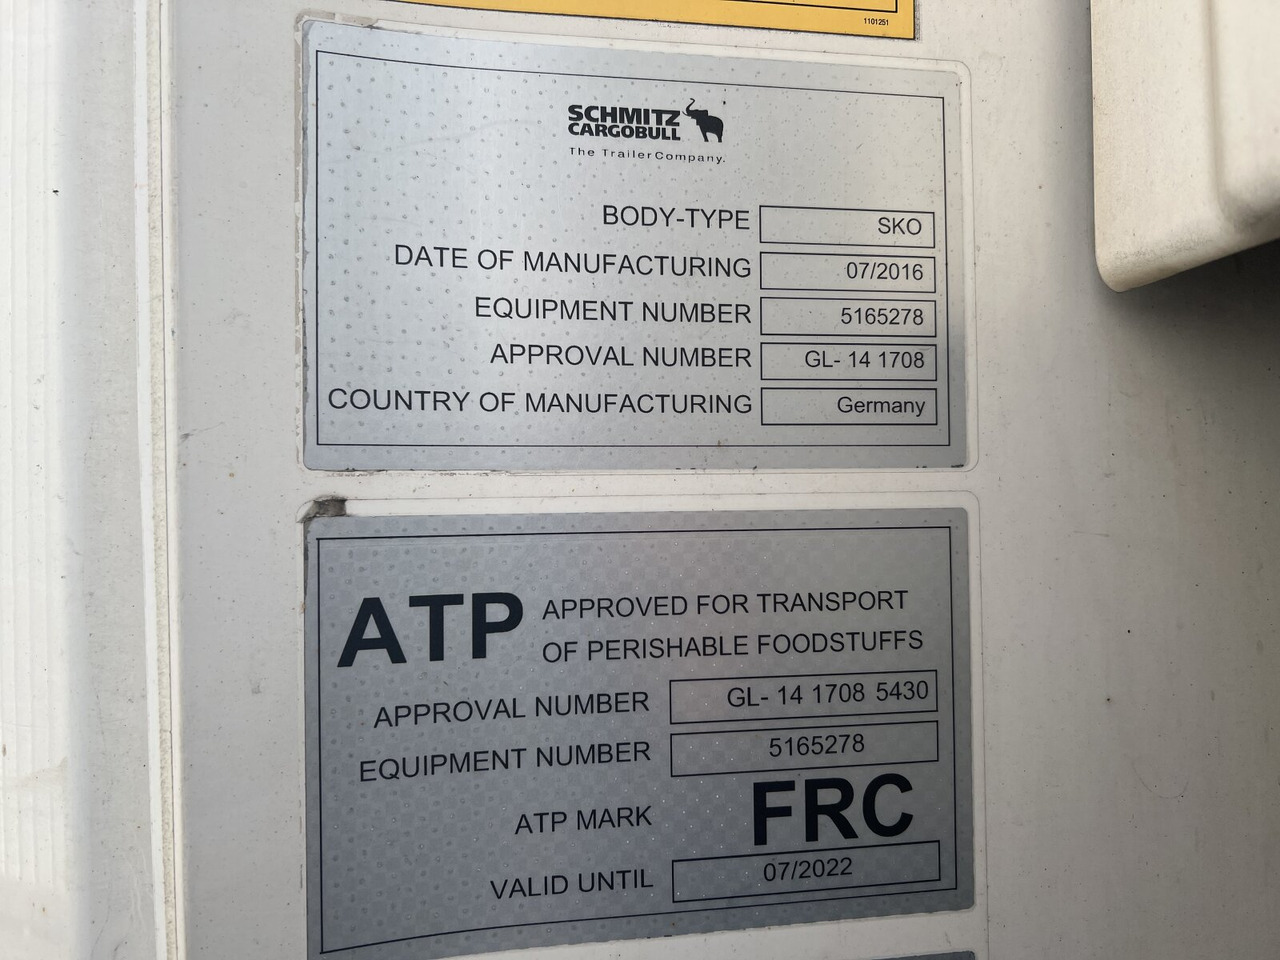 1101251
SCHMITZ
CARGOBULL
The TrailerCompany.
BODY-TYPE SKO
DATE OF MANUFACTURING 07/2016
EQUIPMENT NUMBER 5165278
APPROVAL NUMBER GL- 14 1708
COUNTRY OF MANUFACTURING Germany
ATP APPROVED FOR TRANSPORT
OF PERISHABLE FOODSTUFFS
APPROVAL NUMBER GL- 14 1708 5430
EQUIPMENT NUMBER 5165278
ATP MARK FRC
VALID UNTIL 07/2022